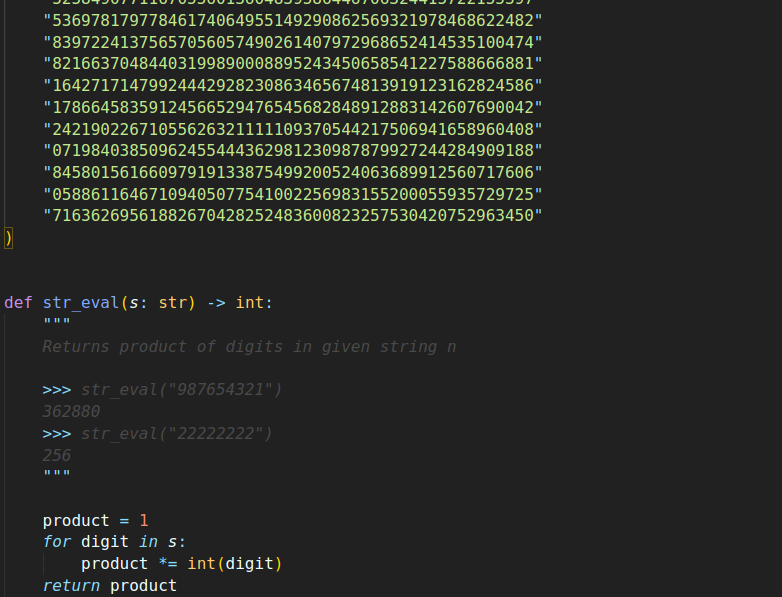 "53697817977846174064955149290862569321978468622482"
"83972241375657056057490261407972968652414535100474"
"82166370484403199890008895243450658541227588666881"
"16427171479924442928230863465674813919123162824586"
"17866458359124566529476545682848912883142607690042"
"24219022671055626321111109370544217506941658960408"
"07198403850962455444362981230987879927244284909188"
"84580156166097919133875499200524063689912560717606"
"05886116467109405077541002256983155200055935729725"
"71636269561882670428252483600823257530420752963450"
)
def str_eval(s: str) -> int:
"""
Returns product of digits in given string n
>>> str_eval("987654321")
362880
>>> str_eval("22222222")
256
"""
product = 1
for digit in s:
product *= int(digit)
return product